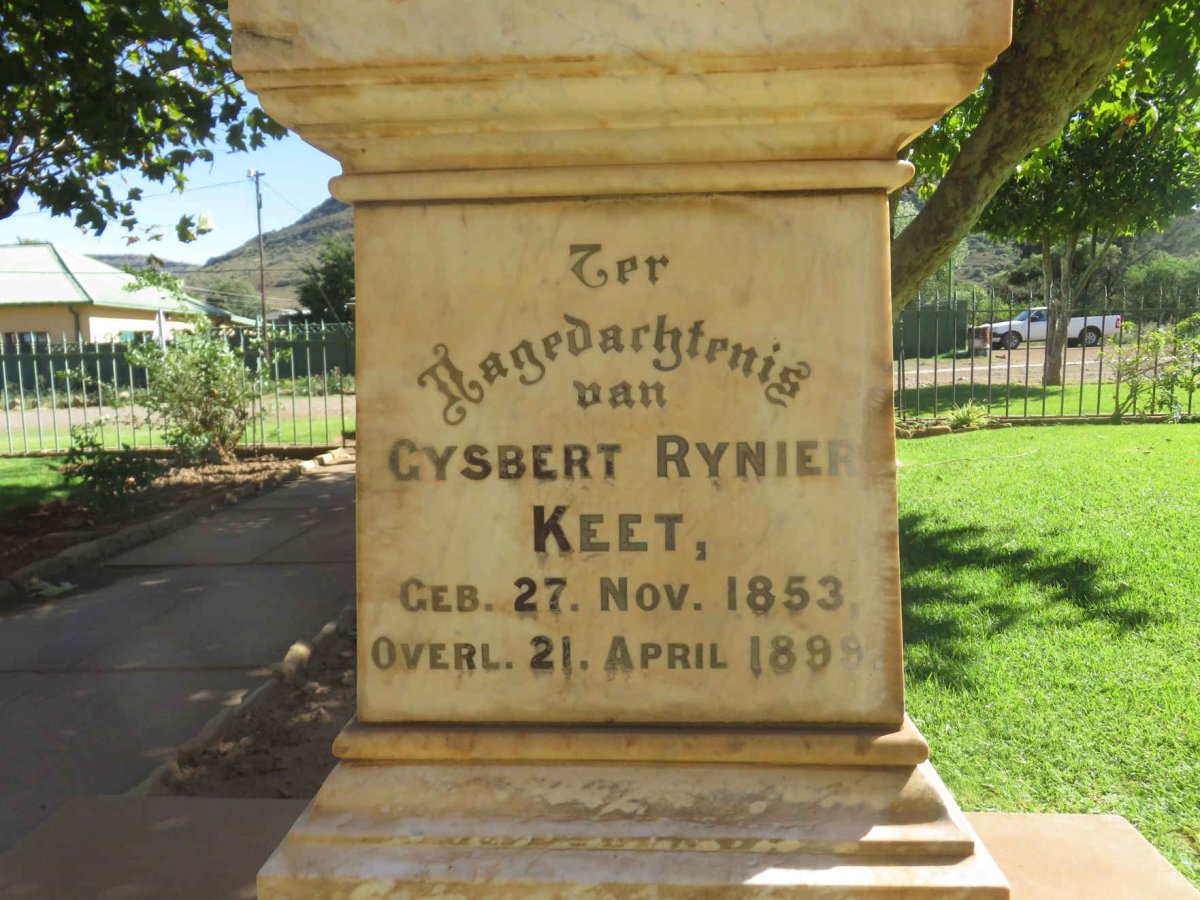 Ter
Nagedachtenis
van
GYSBERT RYNIER
KEET,
GEB. 27. NOV. 1853.
OVERL. 21. APRIL 1899.